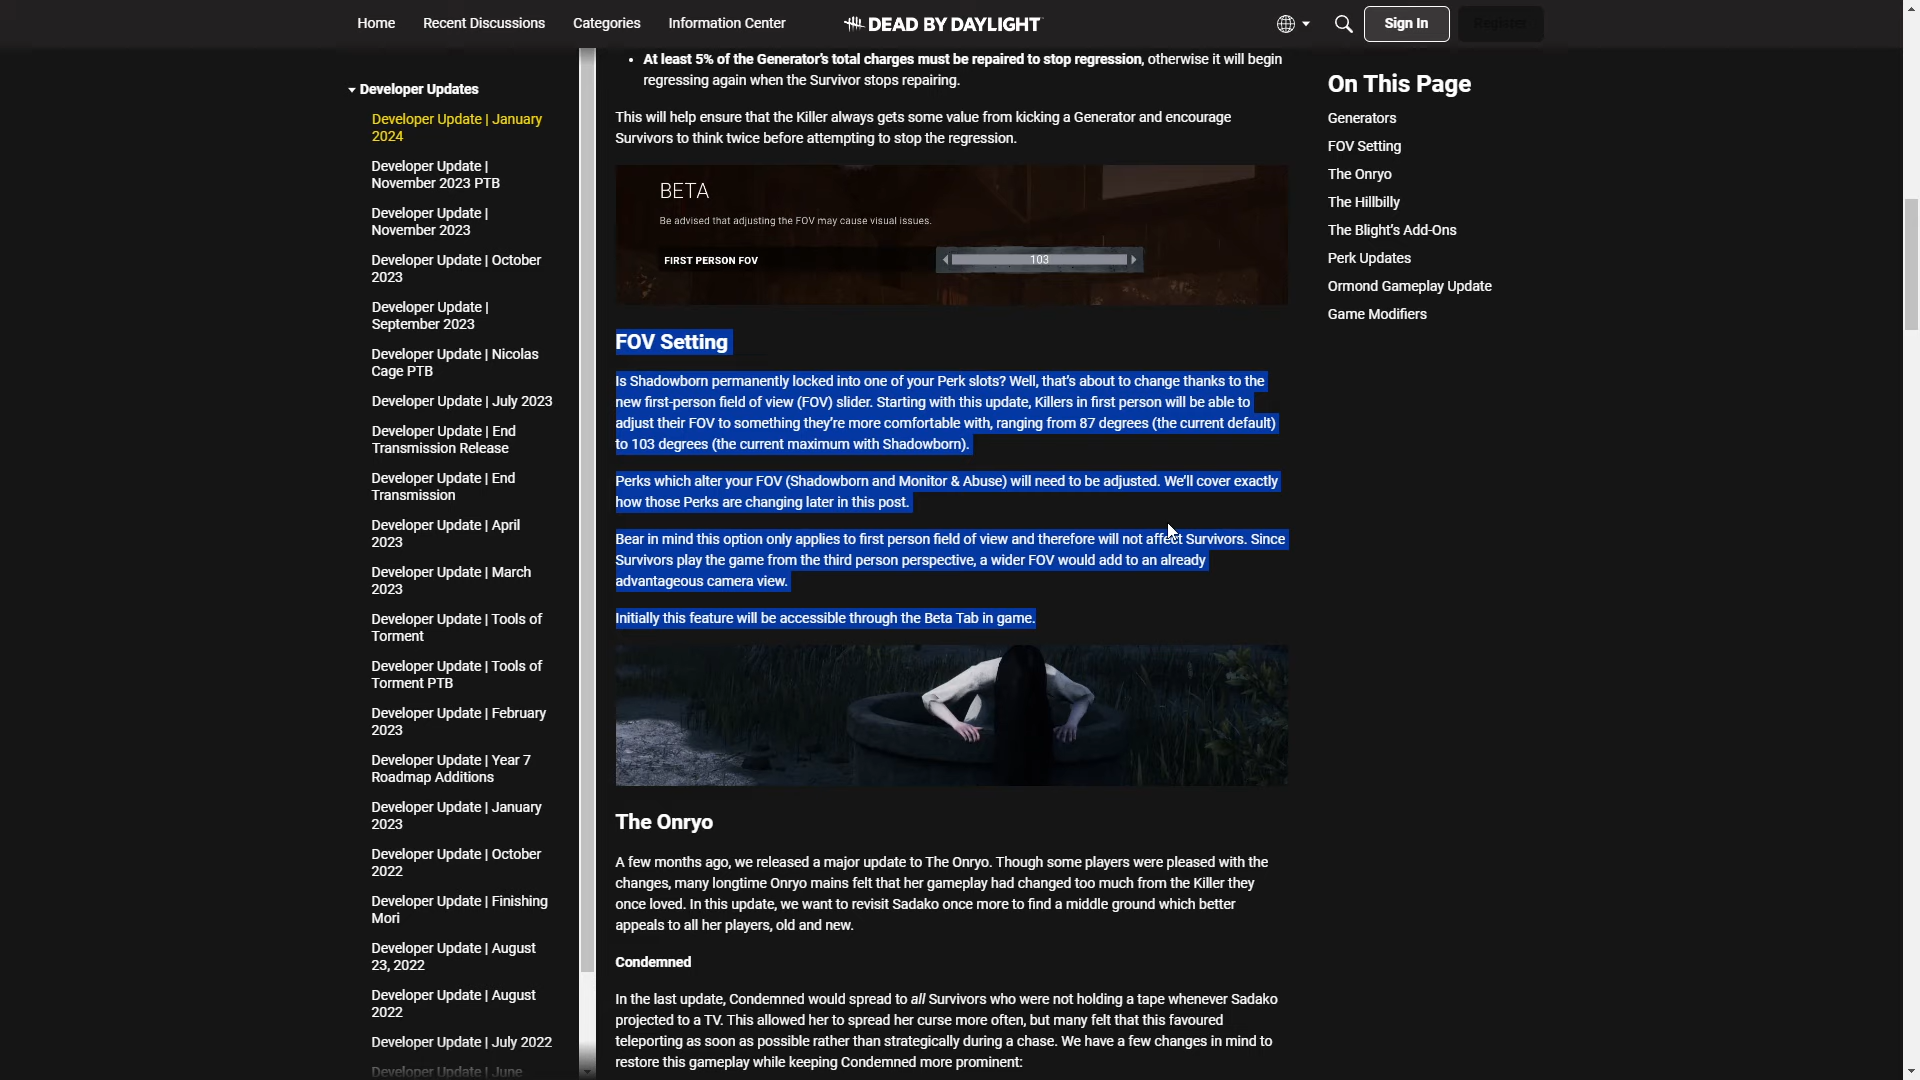 Home
Recent Discussions
Categories
Information Center
DEAD BY DAYLIGHT
Sign In
Register
Developer Updates
Developer Update | January
2024
Developer Update |
November 2023 PTB
Developer Update |
November 2023
Developer Update | October
2023
Developer Update |
September 2023
Developer Update | Nicolas
Cage PTB
Developer Update | July 2023
Developer Update | End
Transmission Release
Developer Update | End
Transmission
Developer Update | April
2023
Developer Update | March
2023
Developer Update | Tools of
Torment
Developer Update | Tools of
Torment PTB
Developer Update | February
2023
Developer Update | Year 7
Roadmap Additions
Developer Update | January
2023
Developer Update | October
2022
Developer Update | Finishing
Mori
Developer Update | August
23, 2022
Developer Update | August
2022
Developer Update | July 2022
Developer Update | June
• At least 5% of the Generator's total charges must be repaired to stop regression, otherwise it will begin
regressing again when the Survivor stops repairing.
This will help ensure that the Killer always gets some value from kicking a Generator and encourage
Survivors to think twice before attempting to stop the regression.
BETA
Be advised that adjusting the FOV may cause visual issues.
FIRST PERSON FOV
103
FOV Setting
Is Shadowborn permanently locked into one of your Perk slots? Well, that's about to change thanks to the
new first-person field of view (FOV) slider. Starting with this update, Killers in first person will be able to
adjust their FOV to something they're more comfortable with, ranging from 87 degrees (the current default)
to 103 degrees (the current maximum with Shadowborn).
Perks which alter your FOV (Shadowborn and Monitor & Abuse) will need to be adjusted. We'll cover exactly
how those Perks are changing later in this post.
Bear in mind this option only applies to first person field of view and therefore will not affect Survivors. Since
Survivors play the game from the third person perspective, a wider FOV would add to an already
advantageous camera view.
Initially this feature will be accessible through the Beta Tab in game.
The Onryo
A few months ago, we released a major update to The Onryo. Though some players were pleased with the
changes, many longtime Onryo mains felt that her gameplay had changed too much from the Killer they
once loved. In this update, we want to revisit Sadako once more to find a middle ground which better
appeals to all her players, old and new.
Condemned
In the last update, Condemned would spread to all Survivors who were not holding a tape whenever Sadako
projected to a TV. This allowed her to spread her curse more often, but many felt that this favoured
teleporting as soon as possible rather than strategically during a chase. We have a few changes in mind to
restore this gameplay while keeping Condemned more prominent:
On This Page
Generators
FOV Setting
The Onryo
The Hillbilly
The Blight's Add-Ons
Perk Updates
Ormond Gameplay Update
Game Modifiers